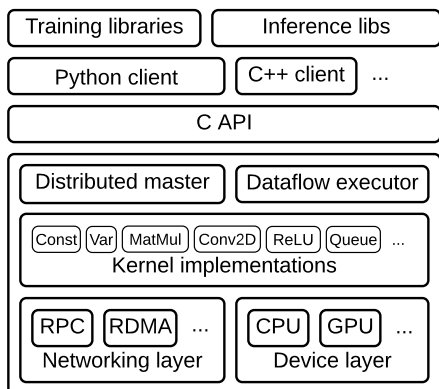 Training libraries Inference libs
Python client C++ client ...
C API
Distributed master Dataflow executor
Const Var MatMul Conv2D ReLU Queue ...
Kernel implementations
RPC RDMA ... CPU GPU ...
Networking layer Device layer